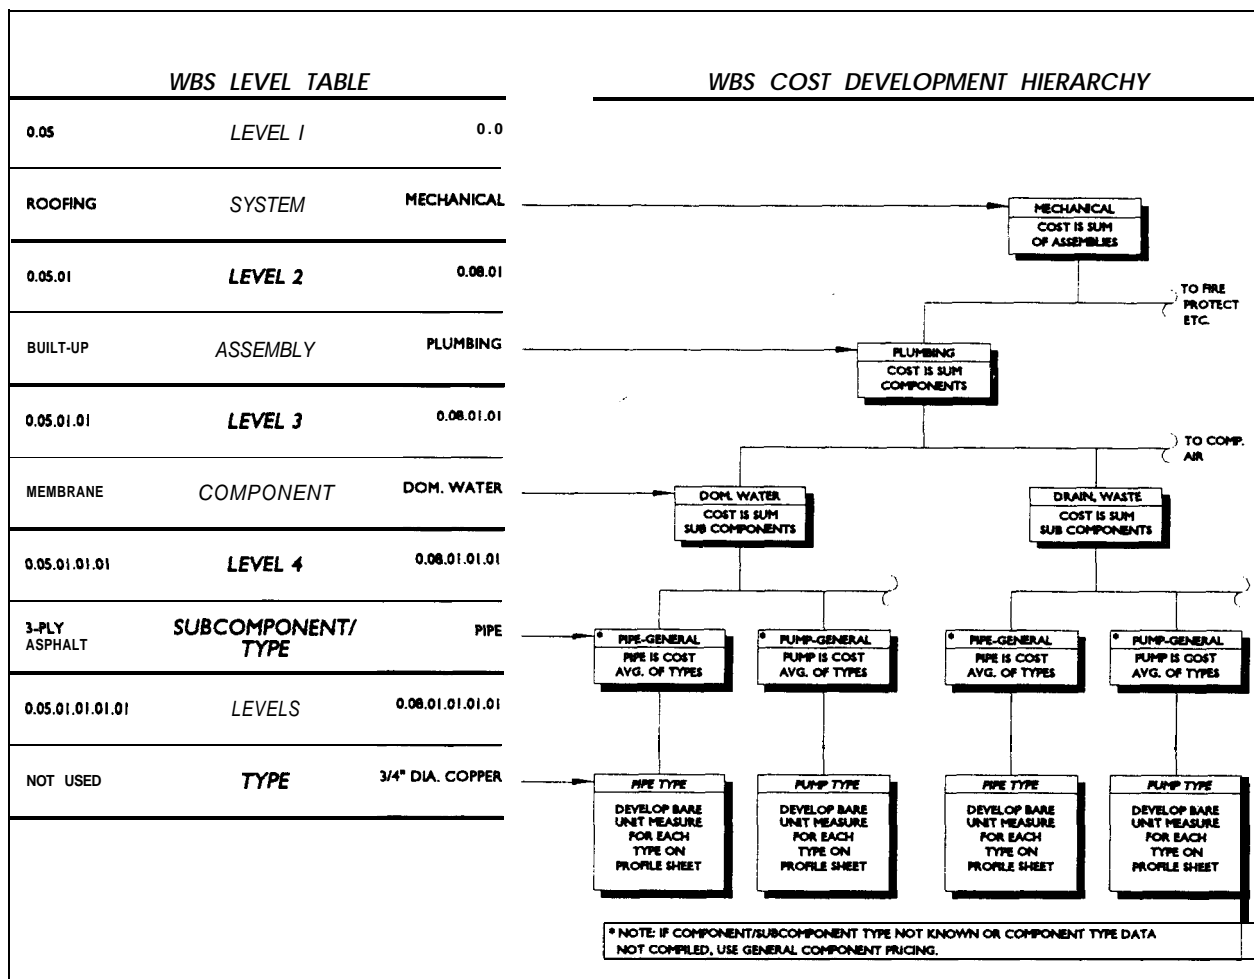 WBS LEVEL TABLE
0.05 LEVEL I 0.0
ROOFING SYSTEM MECHANICAL
0.05.01 LEVEL 2 0.08.01
BUILT-UP ASSEMBLY PLUMBING
0.05.01.01 LEVEL 3 0.08.01.01
MEMBRANE COMPONENT DOM. WATER
0.05.01.01.01 LEVEL 4 0.08.01.01.01
3-PLY ASPHALT SUBCOMPONENT/ TYPE PIPE
0.05.01.01.01.01 LEVELS 0.08.01.01.01.01
NOT USED TYPE 3/4" DIA. COPPER
WBS COST DEVELOPMENT HIERARCHY
MECHANICAL
COST IS SUM
OF ASSEMBLIES
TO FIRE
PROTECT
ETC.
PLUMBING
COST IS SUM
COMPONENTS
TO COMP.
AIR
DOM. WATER
COST IS SUM
SUB COMPONENTS
DRAIN, WASTE
COST IS SUM
SUB COMPONENTS
* PIPE-GENERAL
PIPE IS COST
AVG. OF TYPES
* PUMP-GENERAL
PUMP IS COST
AVG. OF TYPES
* PIPE-GENERAL
PIPE IS COST
AVG. OF TYPES
* PUMP-GENERAL
PUMP IS COST
AVG. OF TYPES
PIPE TYPE
DEVELOP BARE
UNIT MEASURE
FOR EACH
TYPE ON
PROFILE SHEET
PUMP TYPE
DEVELOP BARE
UNIT MEASURE
FOR EACH
TYPE ON
PROFILE SHEET
PIPE TYPE
DEVELOP BARE
UNIT MEASURE
FOR EACH
TYPE ON
PROFILE SHEET
PUMP TYPE
DEVELOP BARE
UNIT MEASURE
FOR EACH
TYPE ON
PROFILE SHEET
* NOTE: IF COMPONENT/SUBCOMPONENT TYPE NOT KNOWN OR COMPONENT TYPE DATA
NOT COMPILED, USE GENERAL COMPONENT PRICING.